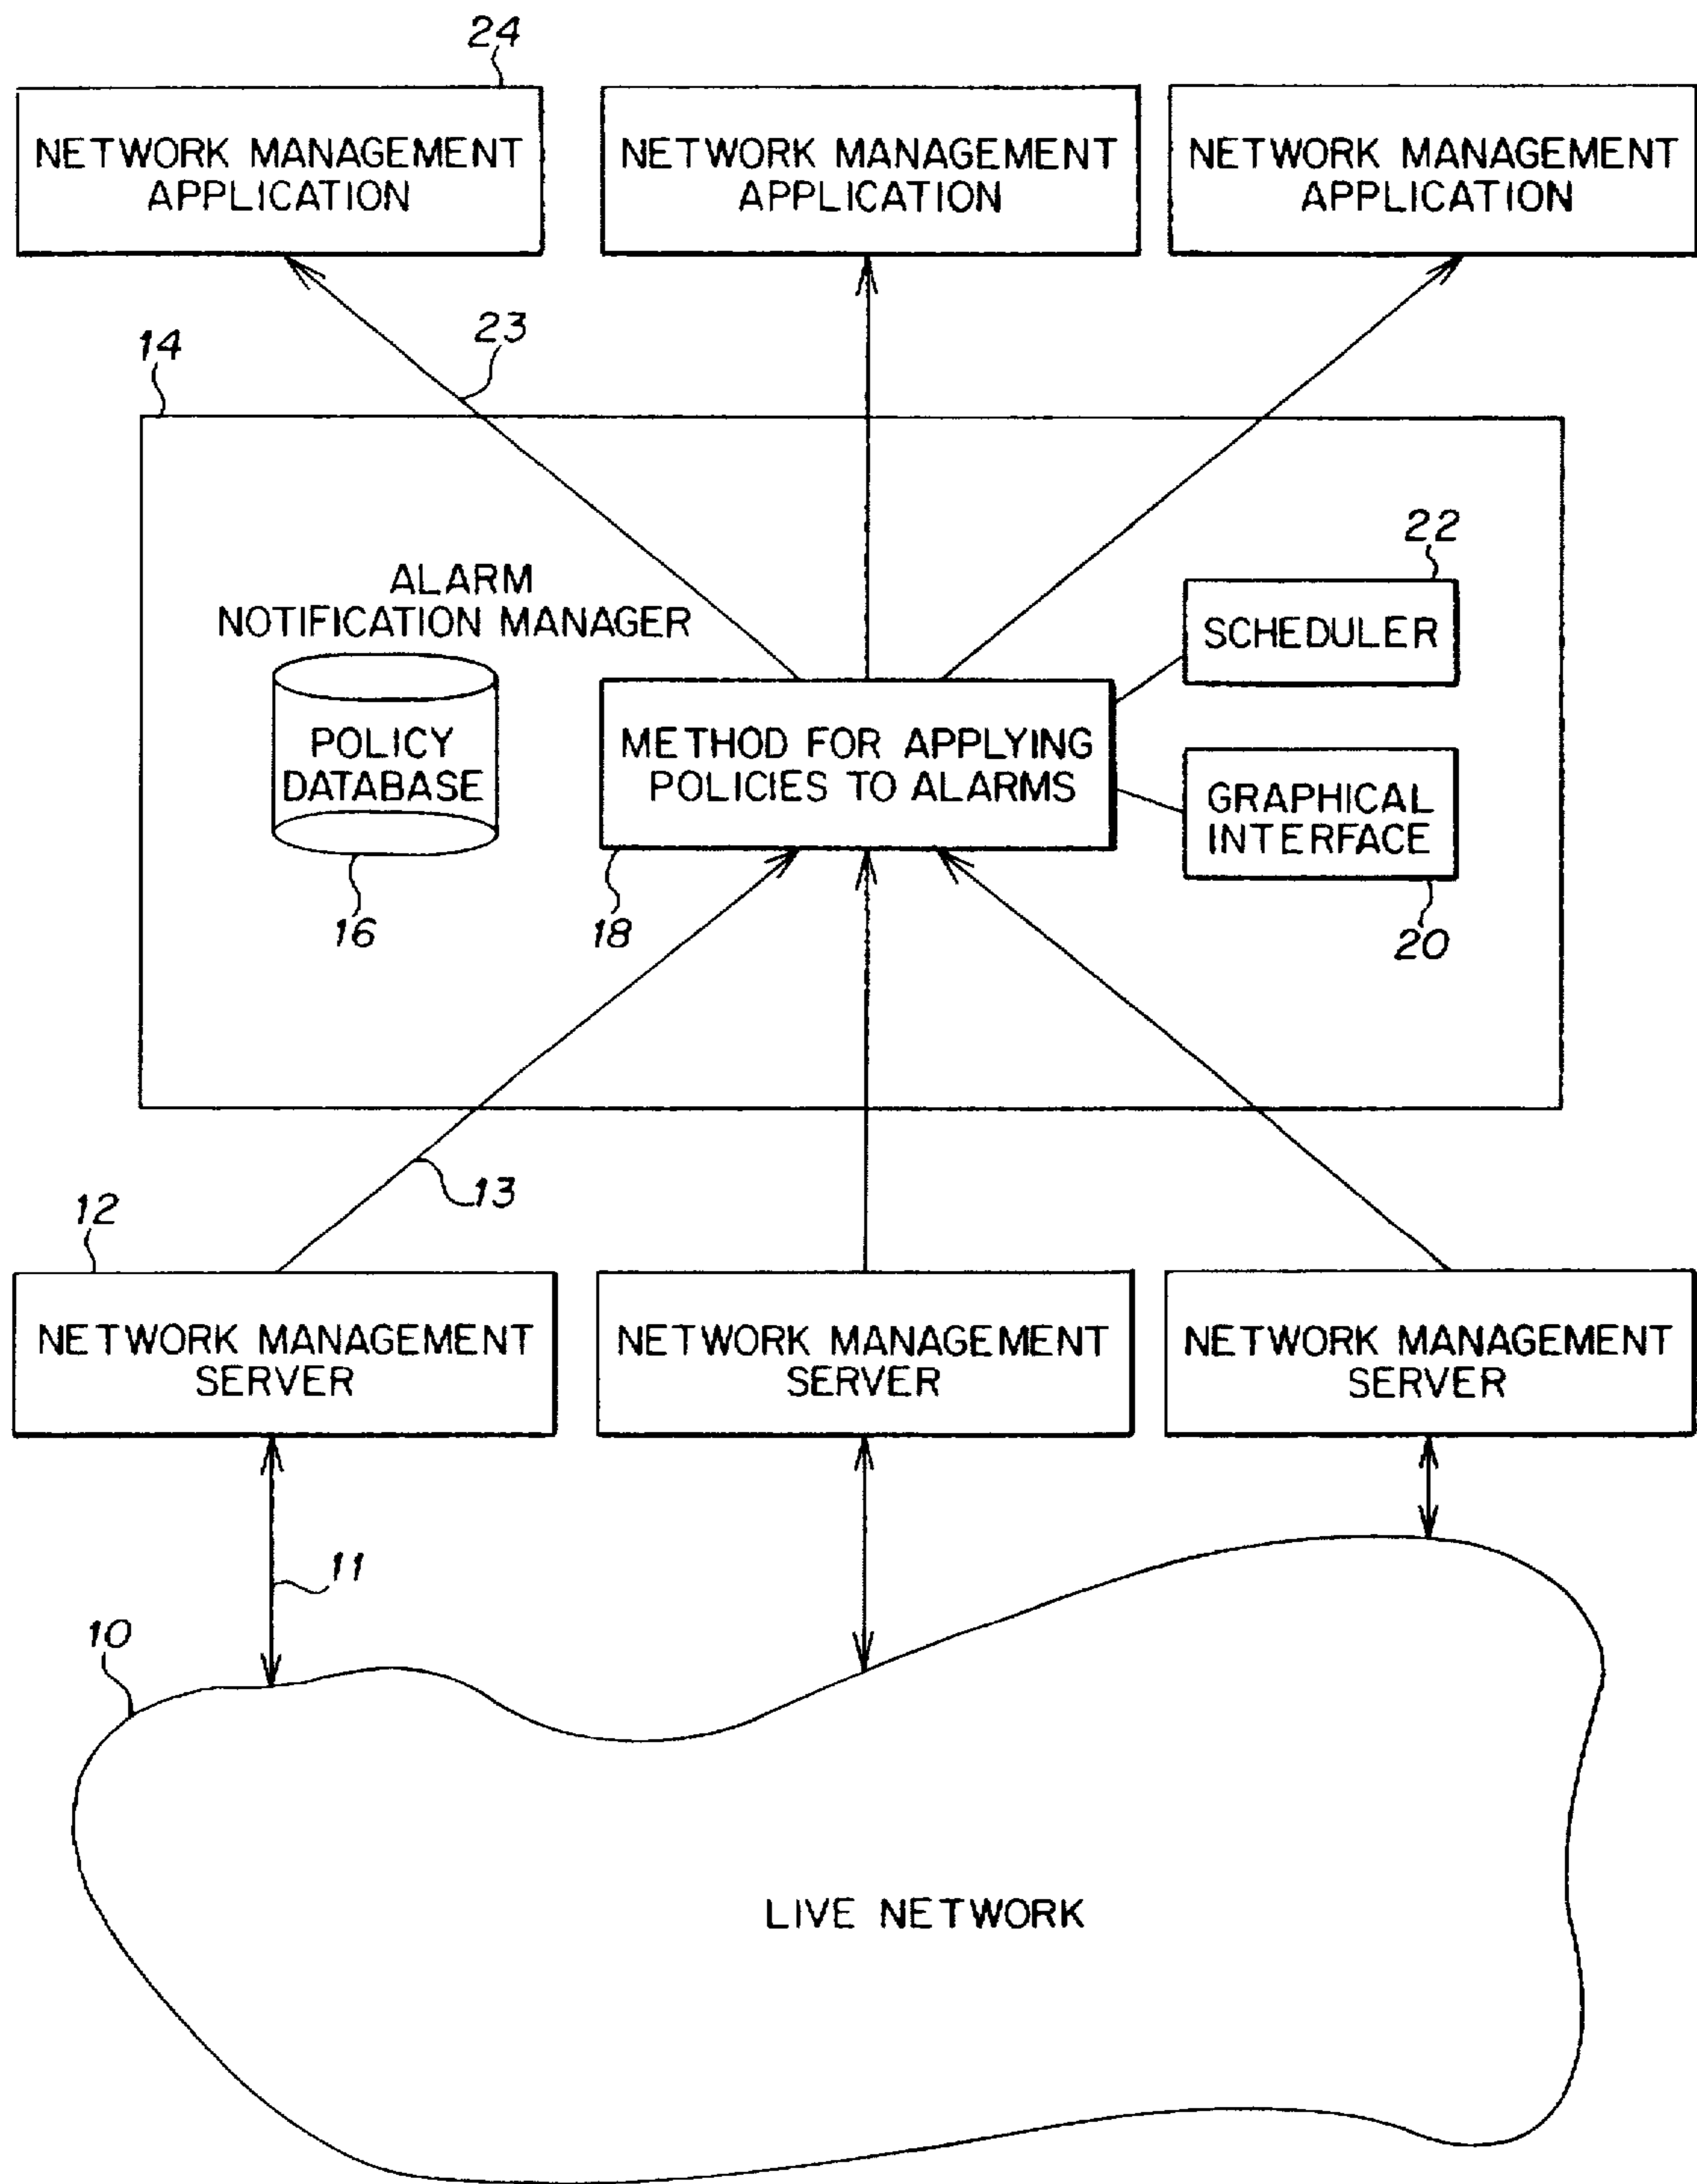 24
NETWORK MANAGEMENT
APPLICATION
NETWORK MANAGEMENT
APPLICATION
NETWORK MANAGEMENT
APPLICATION
23
14
22
ALARM
NOTIFICATION MANAGER
SCHEDULER
POLICY
DATABASE
METHOD FOR APPLYING
POLICIES TO ALARMS
GRAPHICAL
INTERFACE
16
18
20
13
12
NETWORK MANAGEMENT
SERVER
NETWORK MANAGEMENT
SERVER
NETWORK MANAGEMENT
SERVER
11
10
LIVE NETWORK